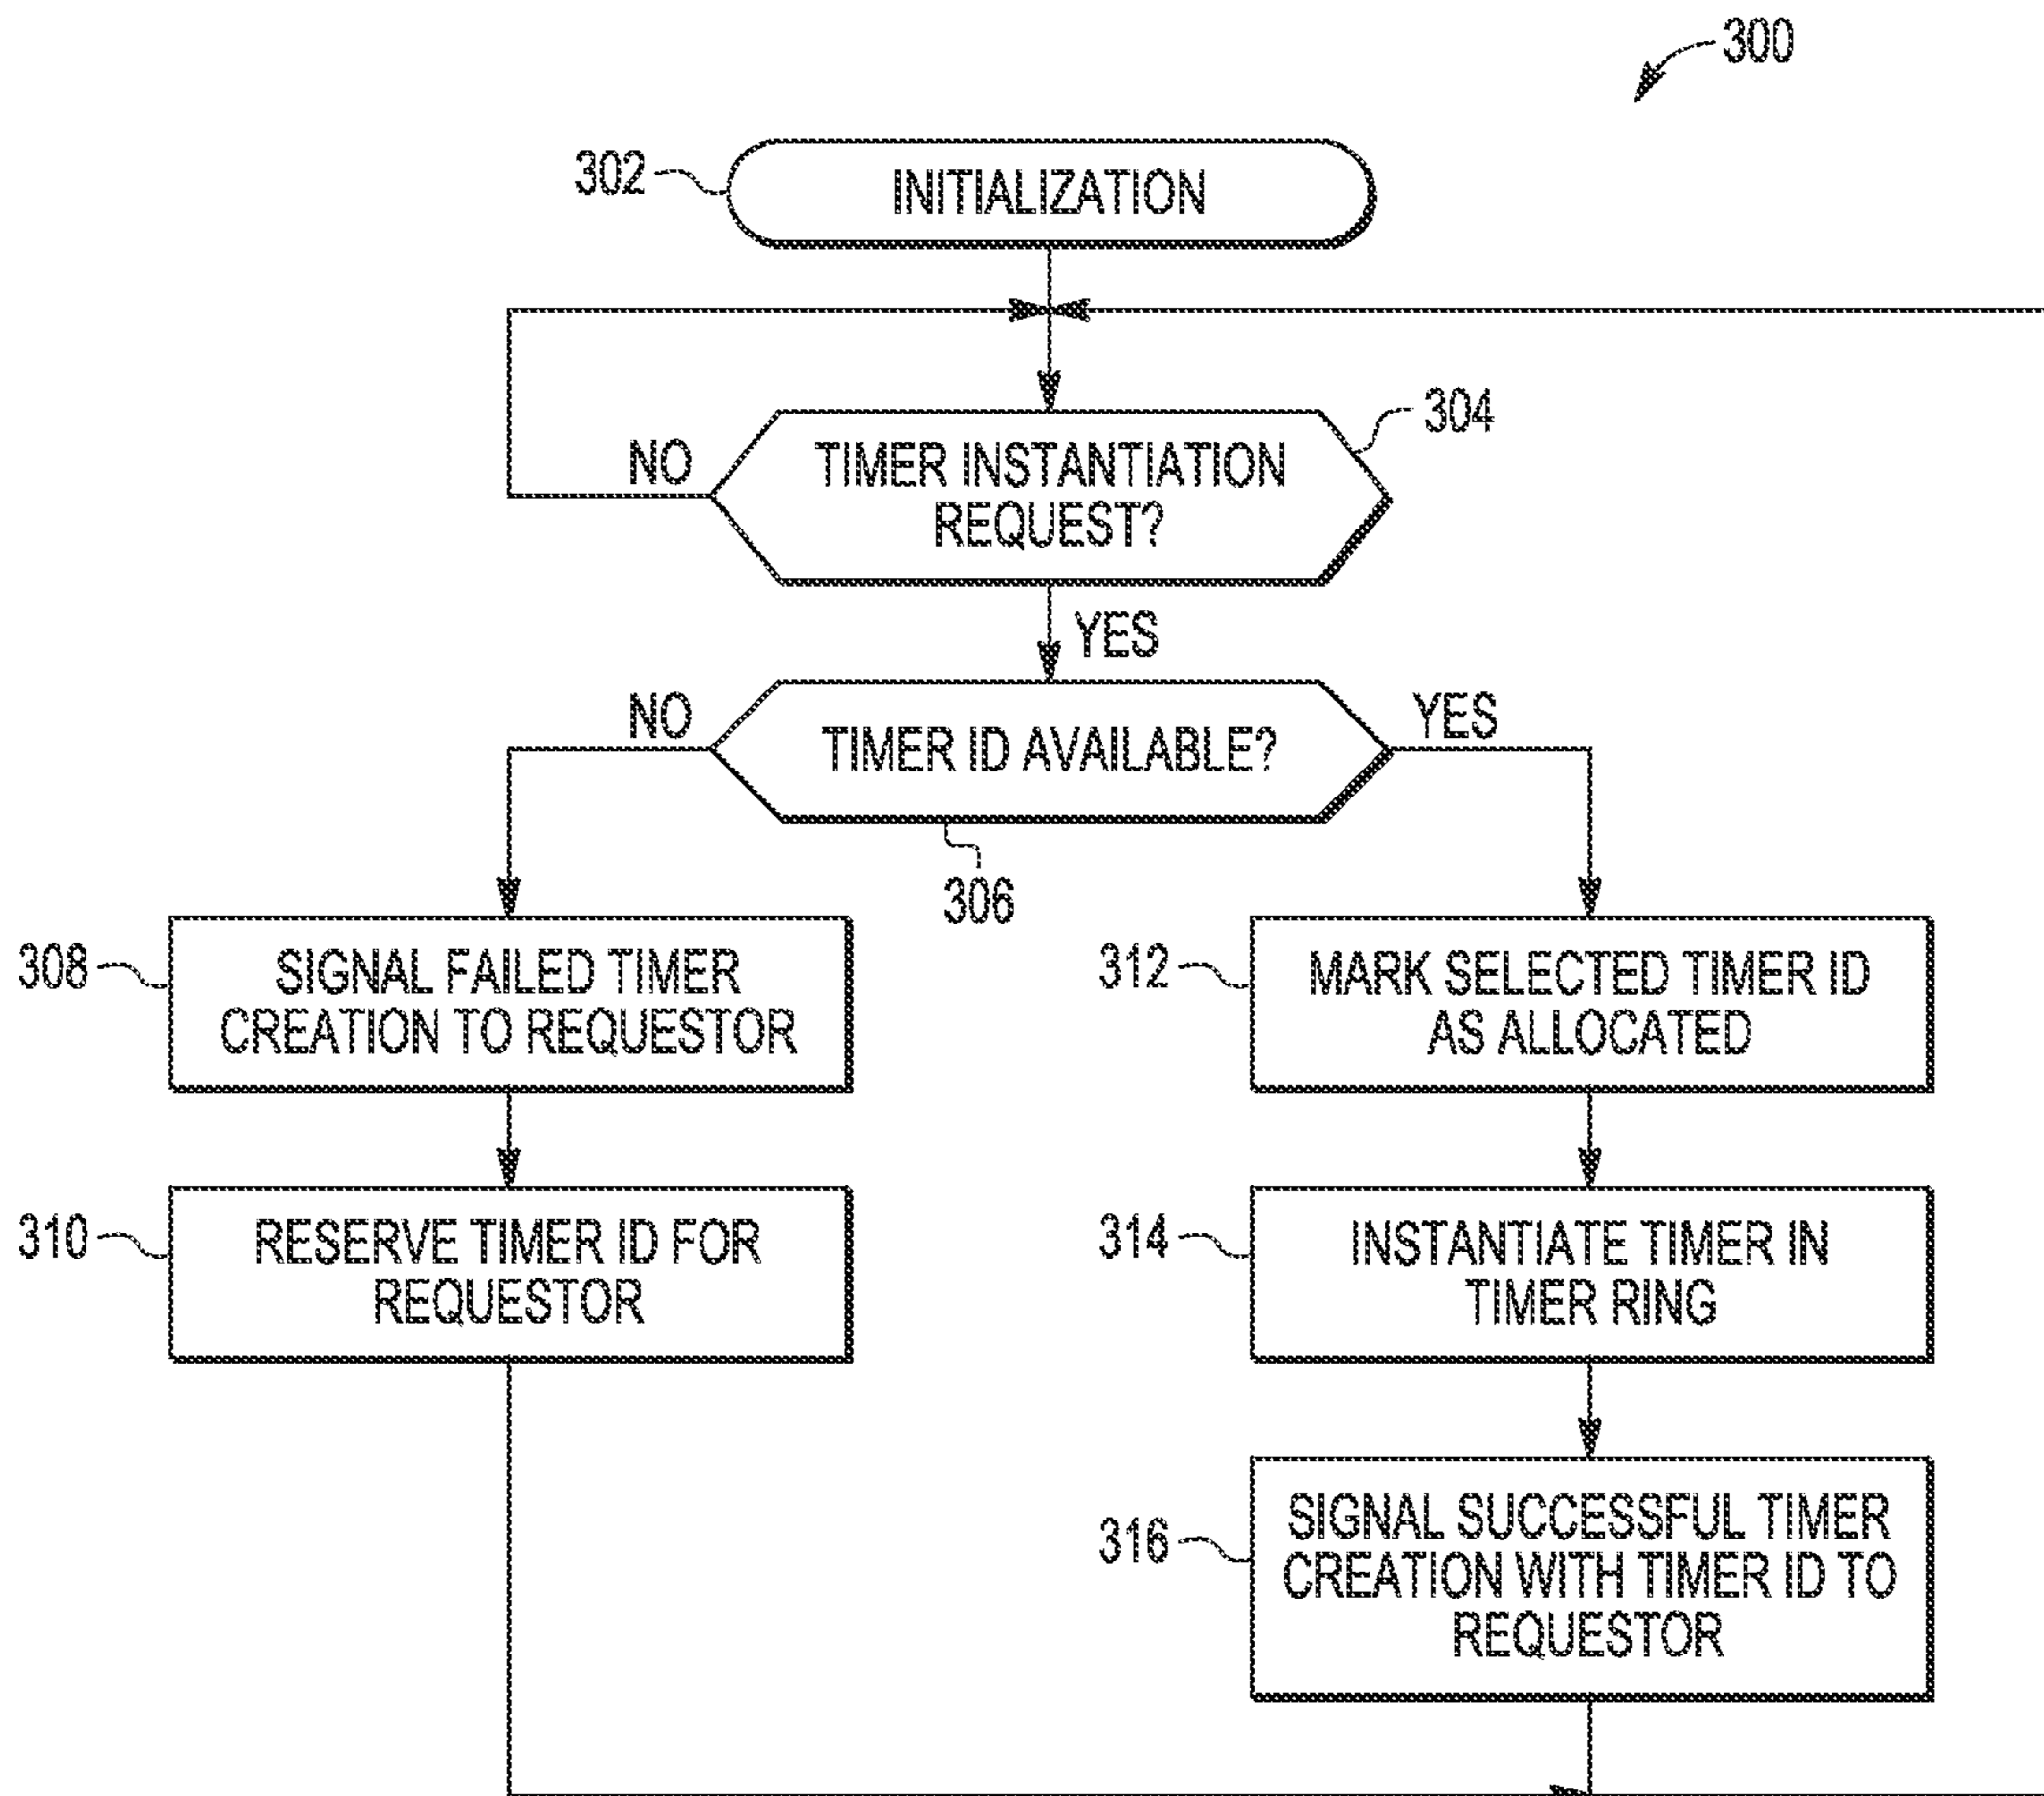 300
302
INITIALIZATION
304
NO
TIMER INSTANTIATION
REQUEST?
YES
NO
TIMER ID AVAILABLE?
YES
306
308
SIGNAL FAILED TIMER
CREATION TO REQUESTOR
312
MARK SELECTED TIMER ID
AS ALLOCATED
310
RESERVE TIMER ID FOR
REQUESTOR
314
INSTANTIATE TIMER IN
TIMER RING
316
SIGNAL SUCCESSFUL TIMER
CREATION WITH TIMER ID TO
REQUESTOR